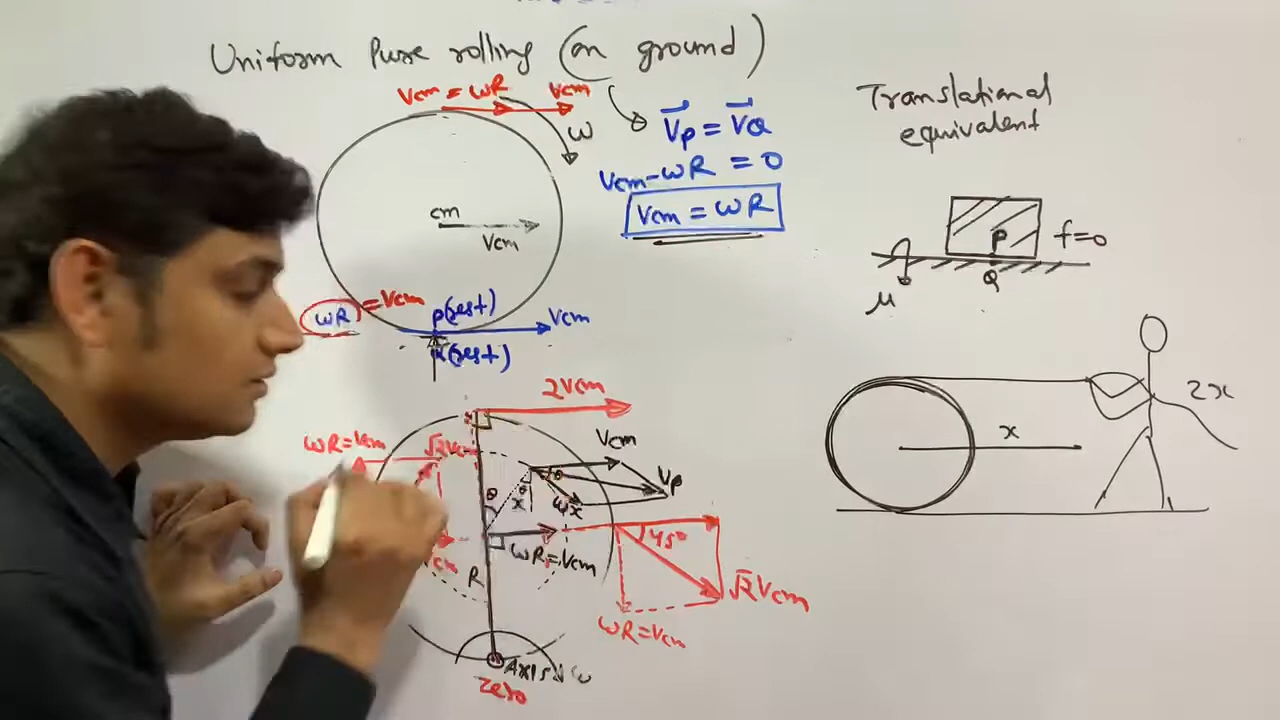 Uniform Pure rolling (on ground)
Vcm = ωR
Vcm
ω
Vp = VQ
Vcm - ωR = 0
Vcm = ωR
cm
Vcm
ωR = Vcm
P(rest)
Vcm
(rest)
Translational
equivalent
P
f=0
Q
μ
x
2x
2Vcm
ωR=Vcm
√2Vcm
Vcm
Vp
θ
θ
θ
x
ωx
ωR=Vcm
45°
√2Vcm
ωR=Vcm
R
Axis
ω
Zero